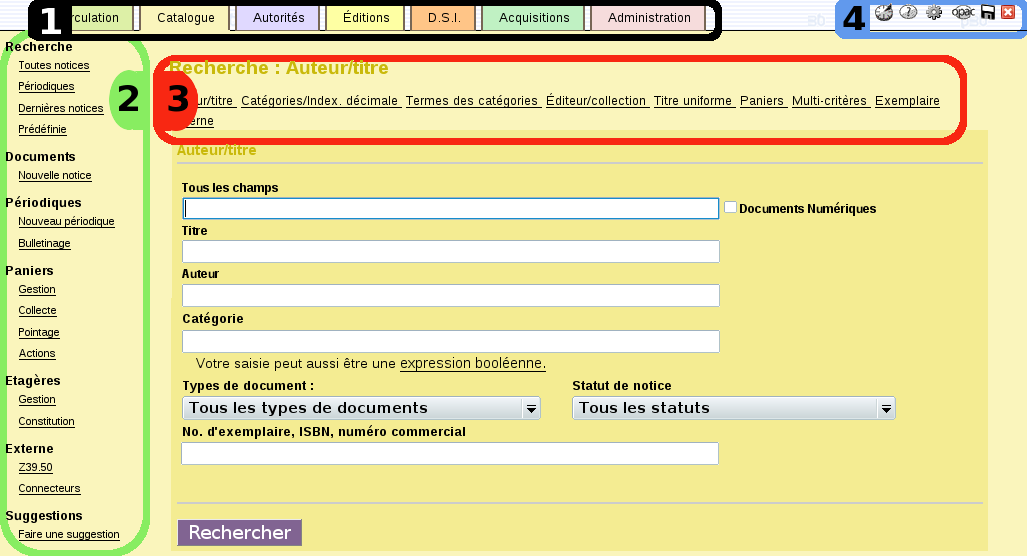 1 rculation Catalogue Autorités Éditions D.S.I. Acquisitions Administration 4 opac
Recherche
Toutes notices
Périodiques
Dernières notices
Prédéfinie
Documents
Nouvelle notice
Périodiques
Nouveau périodique
Bulletinage
Paniers
Gestion
Collecte
Pointage
Actions
Etagères
Gestion
Constitution
Externe
Z39.50
Connecteurs
Suggestions
Faire une suggestion
2
3
Recherche : Auteur/titre
ur/titre Catégories/Index. décimale Termes des catégories Éditeur/collection Titre uniforme Paniers Multi-critères Exemplaire
erne
Auteur/titre
Tous les champs
Documents Numériques
Titre
Auteur
Catégorie
Votre saisie peut aussi être une expression booléenne.
Types de document : Statut de notice
Tous les types de documents Tous les statuts
No. d'exemplaire, ISBN, numéro commercial
Rechercher